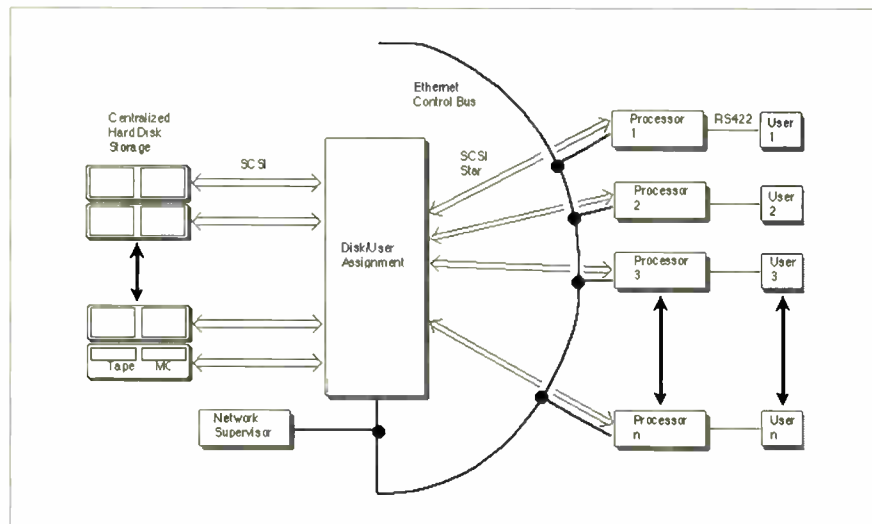 Ethernet
Control Bus
Centralized
Hard Disk
Storage
SCSI
SCSI
Star
Processor
1
RS422
User
1
Processor
2
User
2
Disk/User
Assignment
Processor
3
User
3
Tape
MC
Network
Supervisor
Processor
n
User
n